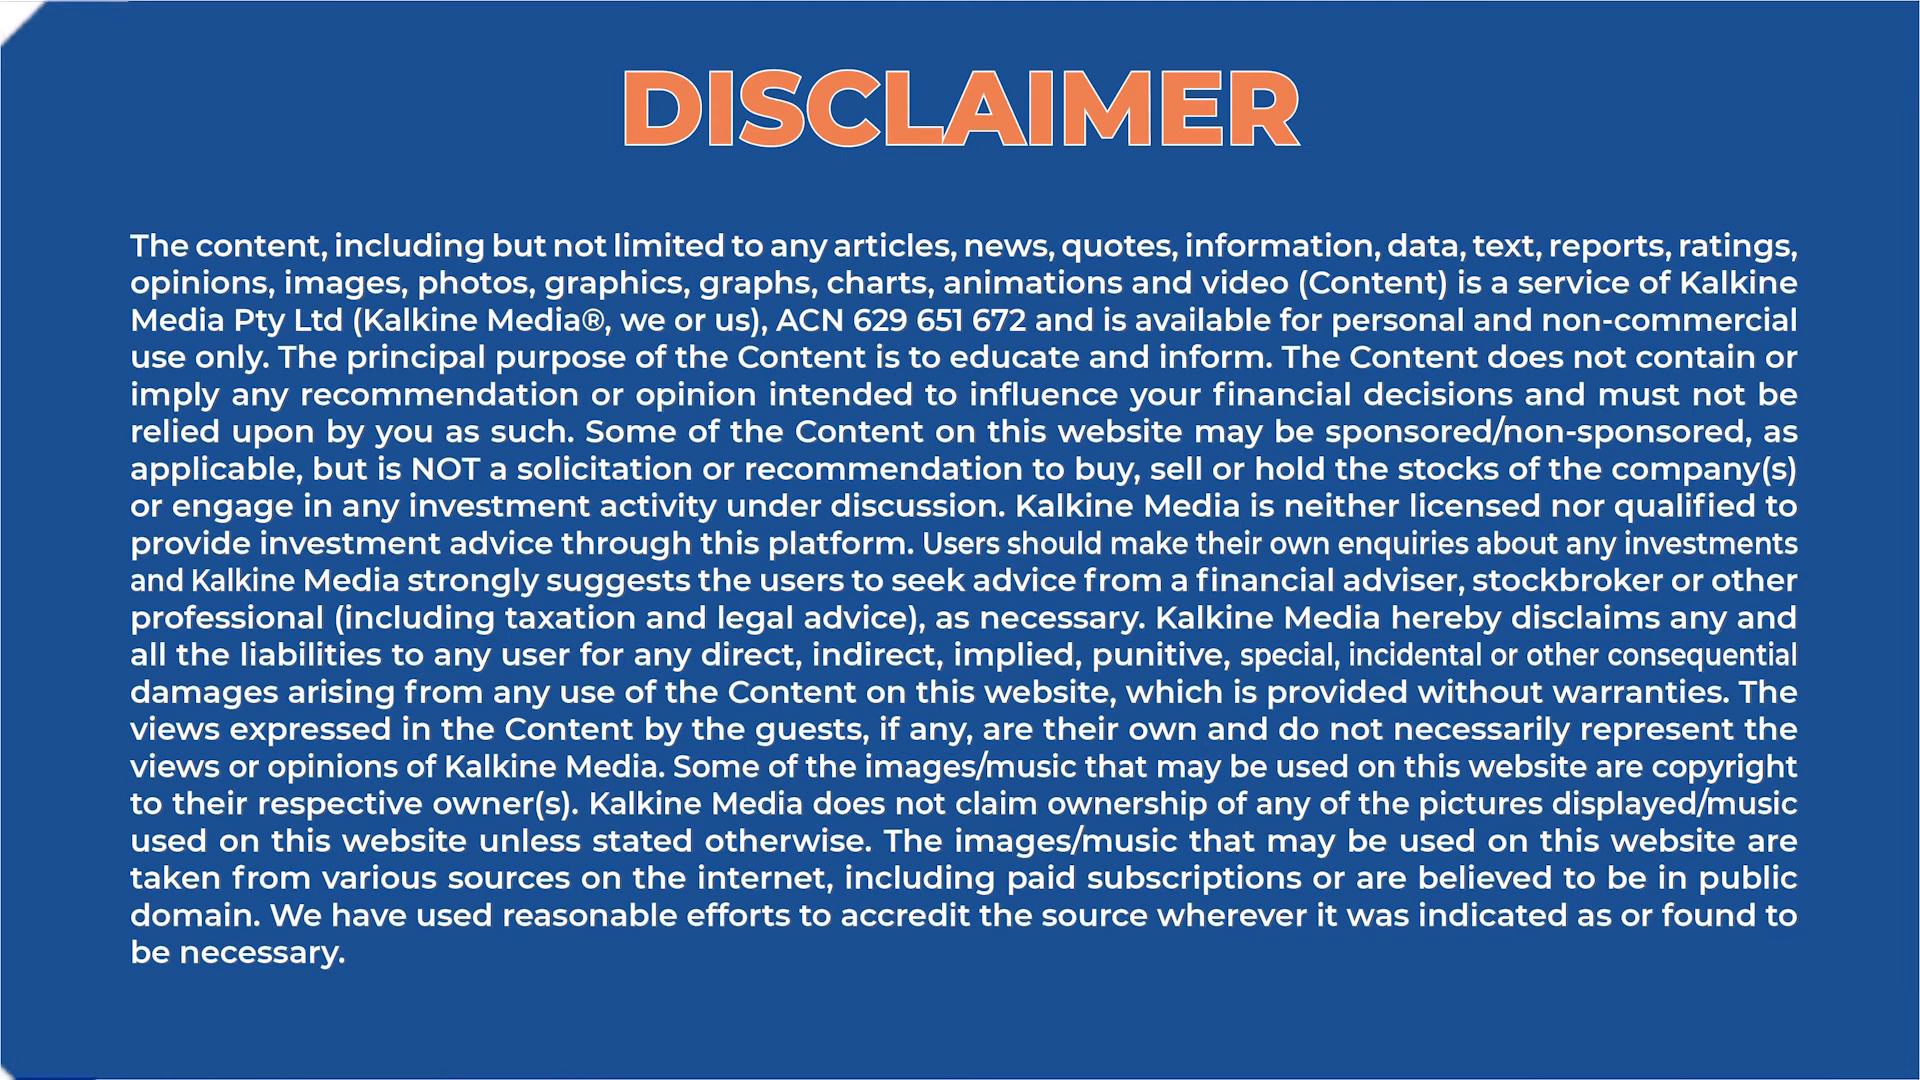 DISCLAIMER
The content, including but not limited to any articles, news, quotes, information, data, text, reports, ratings,
opinions, images, photos, graphics, graphs, charts, animations and video (Content) is a service of Kalkine
Media Pty Ltd (Kalkine Media®, we or us), ACN 629 651 672 and is available for personal and non-commercial
use only. The principal purpose of the Content is to educate and inform. The Content does not contain or
imply any recommendation or opinion intended to influence your financial decisions and must not be
relied upon by you as such. Some of the Content on this website may be sponsored/non-sponsored, as
applicable, but is NOT a solicitation or recommendation to buy, sell or hold the stocks of the company(s)
or engage in any investment activity under discussion. Kalkine Media is neither licensed nor qualified to
provide investment advice through this platform. Users should make their own enquiries about any investments
and Kalkine Media strongly suggests the users to seek advice from a financial adviser, stockbroker or other
professional (including taxation and legal advice), as necessary. Kalkine Media hereby disclaims any and
all the liabilities to any user for any direct, indirect, implied, punitive, special, incidental or other consequential
damages arising from any use of the Content on this website, which is provided without warranties. The
views expressed in the Content by the guests, if any, are their own and do not necessarily represent the
views or opinions of Kalkine Media. Some of the images/music that may be used on this website are copyright
to their respective owner(s). Kalkine Media does not claim ownership of any of the pictures displayed/music
used on this website unless stated otherwise. The images/music that may be used on this website are
taken from various sources on the internet, including paid subscriptions or are believed to be in public
domain. We have used reasonable efforts to accredit the source wherever it was indicated as or found to
be necessary.